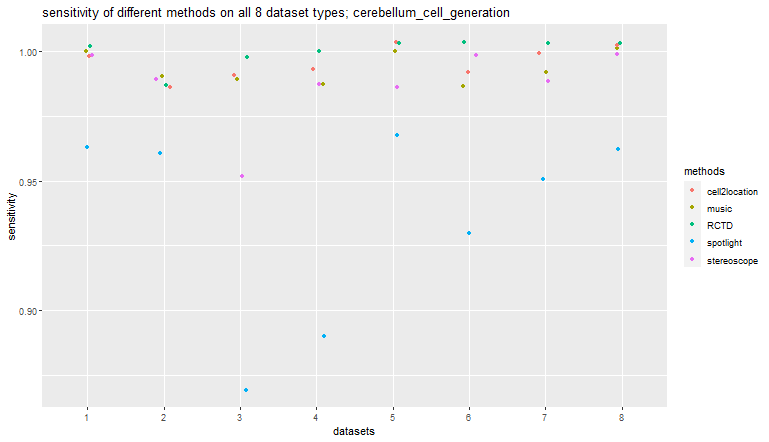 sensitivity of different methods on all 8 dataset types; cerebellum_cell_generation
1.00
0.95
0.90
sensitivity
1 2 3 4 5 6 7 8
datasets
methods
cell2location
music
RCTD
spotlight
stereoscope